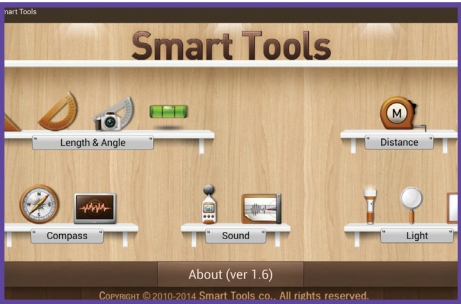 mart Tools
Smart Tools
M
Length & Angle
Distance
Compass
Sound
Light
About (ver 1.6)
Copyright © 2010-2014 Smart Tools co., All rights reserved.